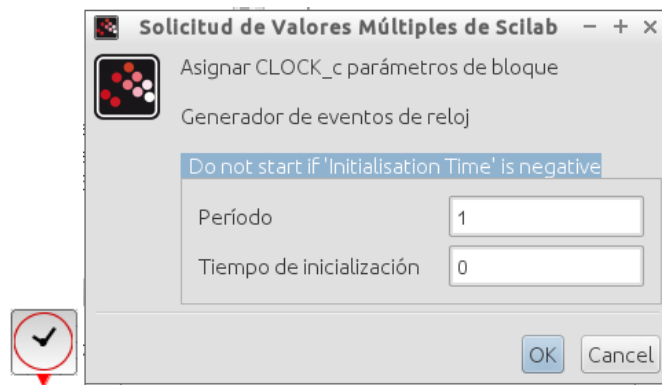 Solicitud de Valores Múltiples de Scilab
Asignar CLOCK_c parámetros de bloque
Generador de eventos de reloj
Do not start if 'Initialisation Time' is negative
Período 1
Tiempo de inicialización 0
OK Cancel